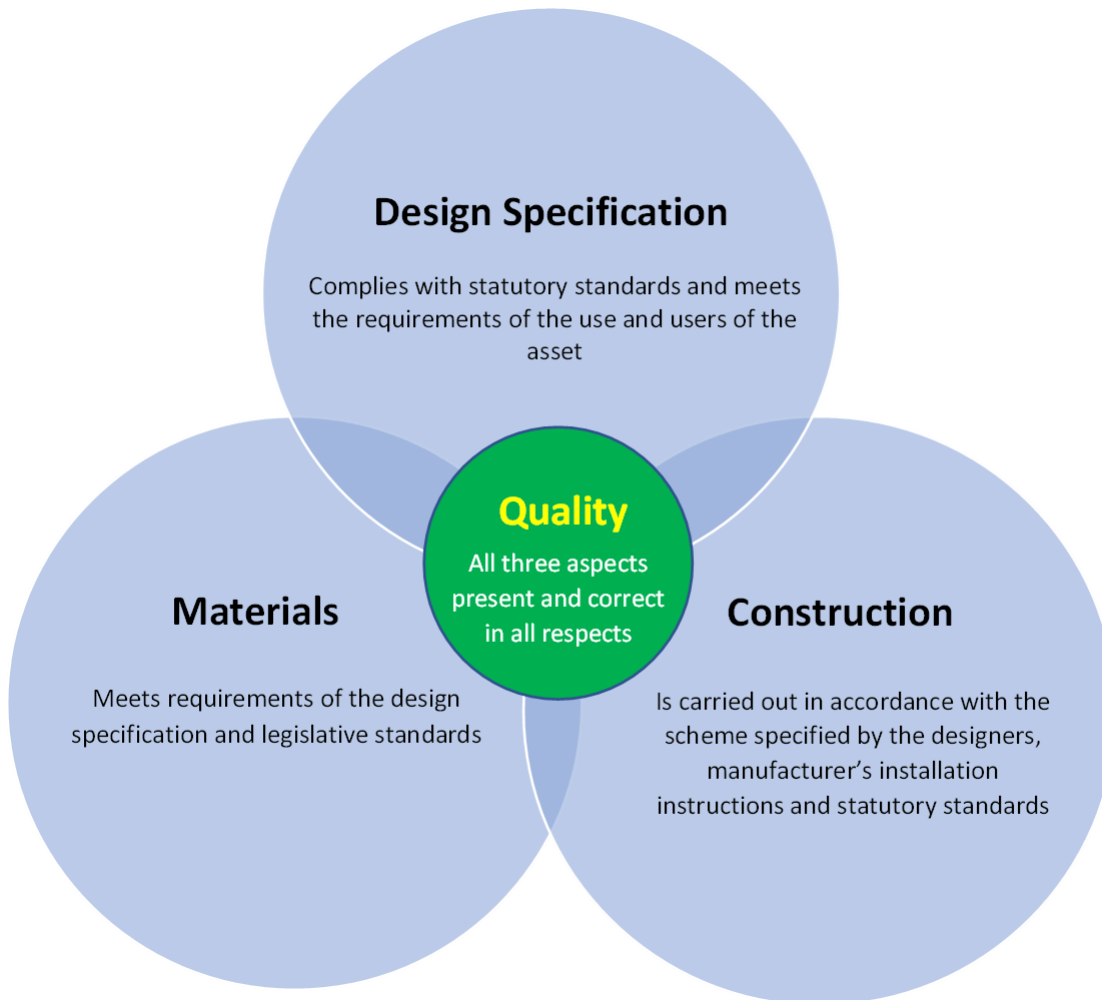 Design Specification
Complies with statutory standards and meets
the requirements of the use and users of the
asset
Quality
All three aspects
present and correct
in all respects
Materials
Meets requirements of the design
specification and legislative standards
Construction
Is carried out in accordance with the
scheme specified by the designers,
manufacturer’s installation
instructions and statutory standards